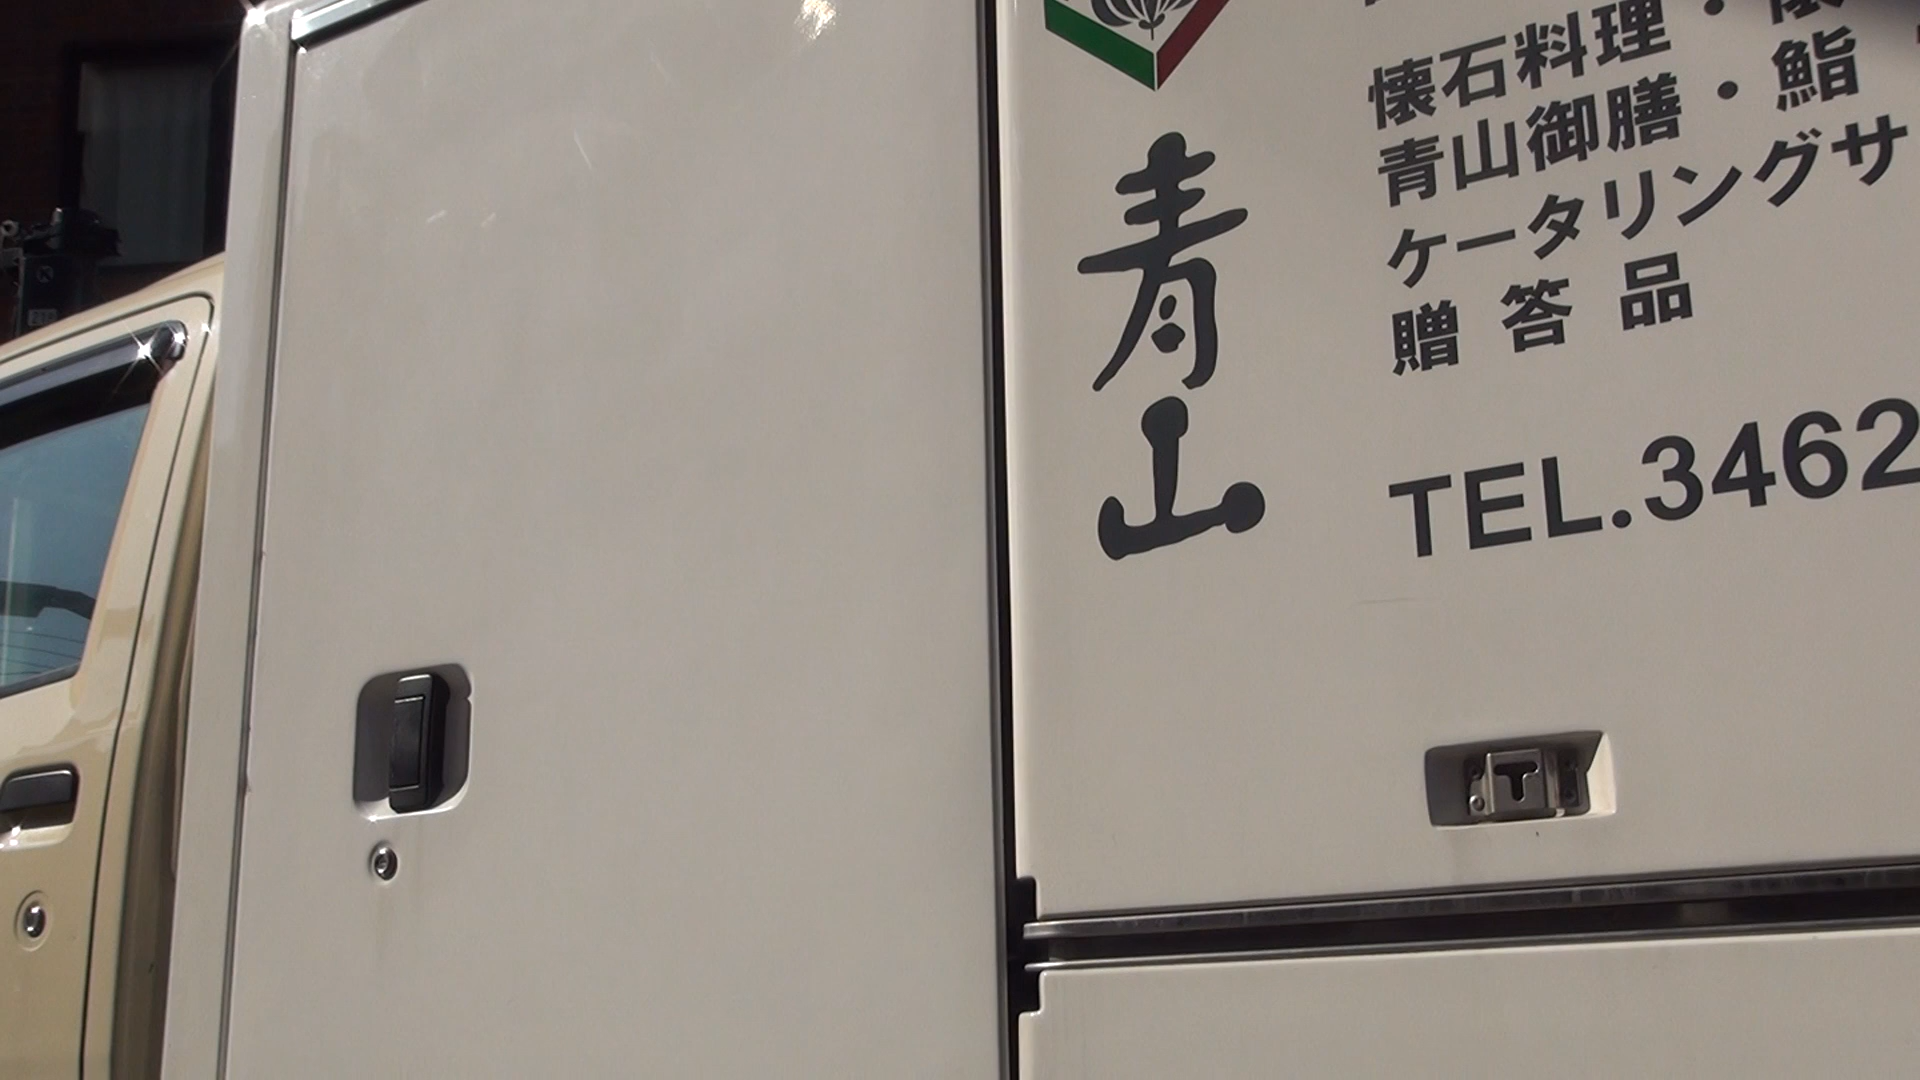 青山
懐石料理・懐
青山御膳・鮨
ケータリングサ
贈答品
TEL.3462